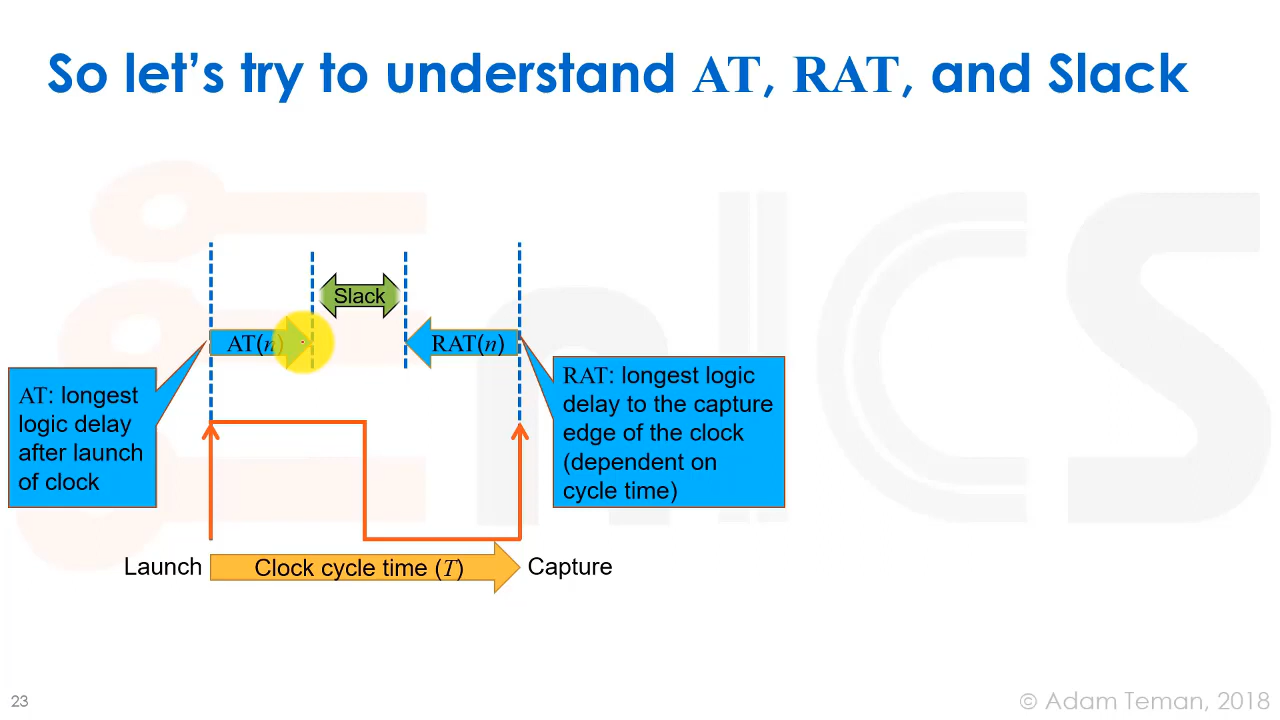 So let's try to understand AT, RAT, and Slack
Slack
AT(n)
RAT(n)
AT: longest
logic delay
after launch
of clock
RAT: longest logic
delay to the capture
edge of the clock
(dependent on
cycle time)
Launch
Clock cycle time (T)
Capture
EnICS
23
© Adam Teman, 2018